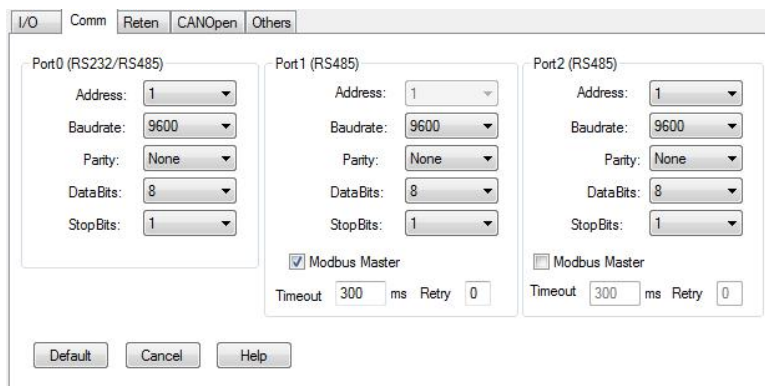 I/O Comm Reten CANOpen Others
Port0 (RS232/RS485) Port1 (RS485) Port2 (RS485)
Address: 1 Address: 1 Address: 1
Baudrate: 9600 Baudrate: 9600 Baudrate: 9600
Parity: None Parity: None Parity: None
DataBits: 8 DataBits: 8 DataBits: 8
StopBits: 1 StopBits: 1 StopBits: 1
Modbus Master Modbus Master
Timeout 300 ms Retry 0 Timeout 300 ms Retry 0
Default Cancel Help